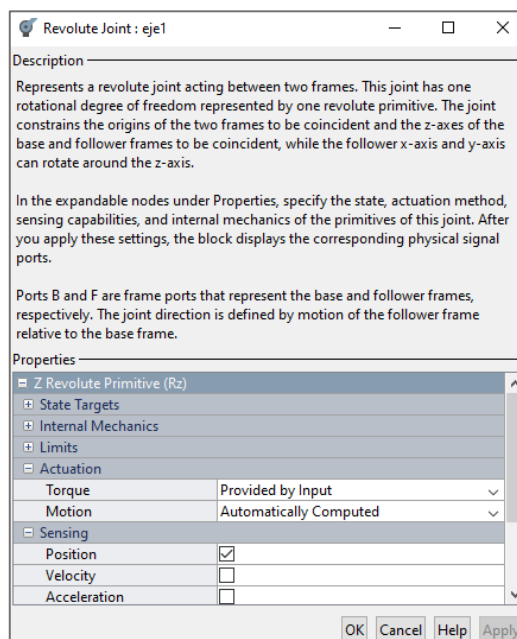 Revolute Joint : eje1
Description
Represents a revolute joint acting between two frames. This joint has one
rotational degree of freedom represented by one revolute primitive. The joint
constrains the origins of the two frames to be coincident and the z-axes of the
base and follower frames to be coincident, while the follower x-axis and y-axis
can rotate around the z-axis.
In the expandable nodes under Properties, specify the state, actuation method,
sensing capabilities, and internal mechanics of the primitives of this joint. After
you apply these settings, the block displays the corresponding physical signal
ports.
Ports B and F are frame ports that represent the base and follower frames,
respectively. The joint direction is defined by motion of the follower frame
relative to the base frame.
Properties
Z Revolute Primitive (Rz)
State Targets
Internal Mechanics
Limits
Actuation
Torque Provided by Input
Motion Automatically Computed
Sensing
Position
Velocity
Acceleration
OK Cancel Help Apply